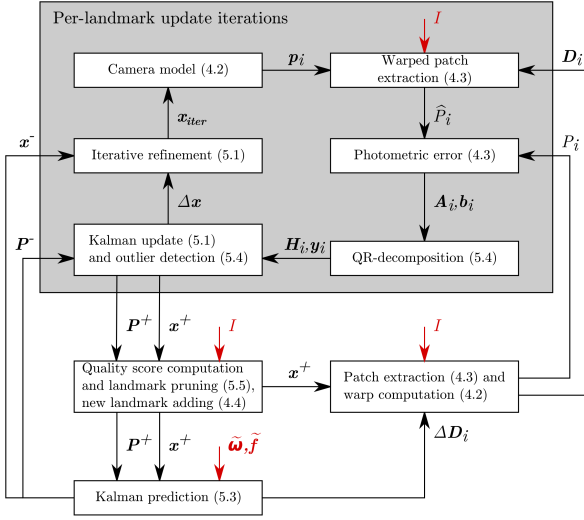 Per-landmark update iterations
I
Camera model (4.2)
p_i
Warped patch
extraction (4.3)
D_i
x_iter
P̂_i
x⁻
Iterative refinement (5.1)
Photometric error (4.3)
P_i
Δx
A_i,b_i
P⁻
Kalman update (5.1)
and outlier detection (5.4)
H_i,y_i
QR-decomposition (5.4)
P⁺
x⁺
I
I
Quality score computation
and landmark pruning (5.5),
new landmark adding (4.4)
x⁺
Patch extraction (4.3) and
warp computation (4.2)
P⁺
x⁺
ω̃,f̃
ΔD_i
Kalman prediction (5.3)